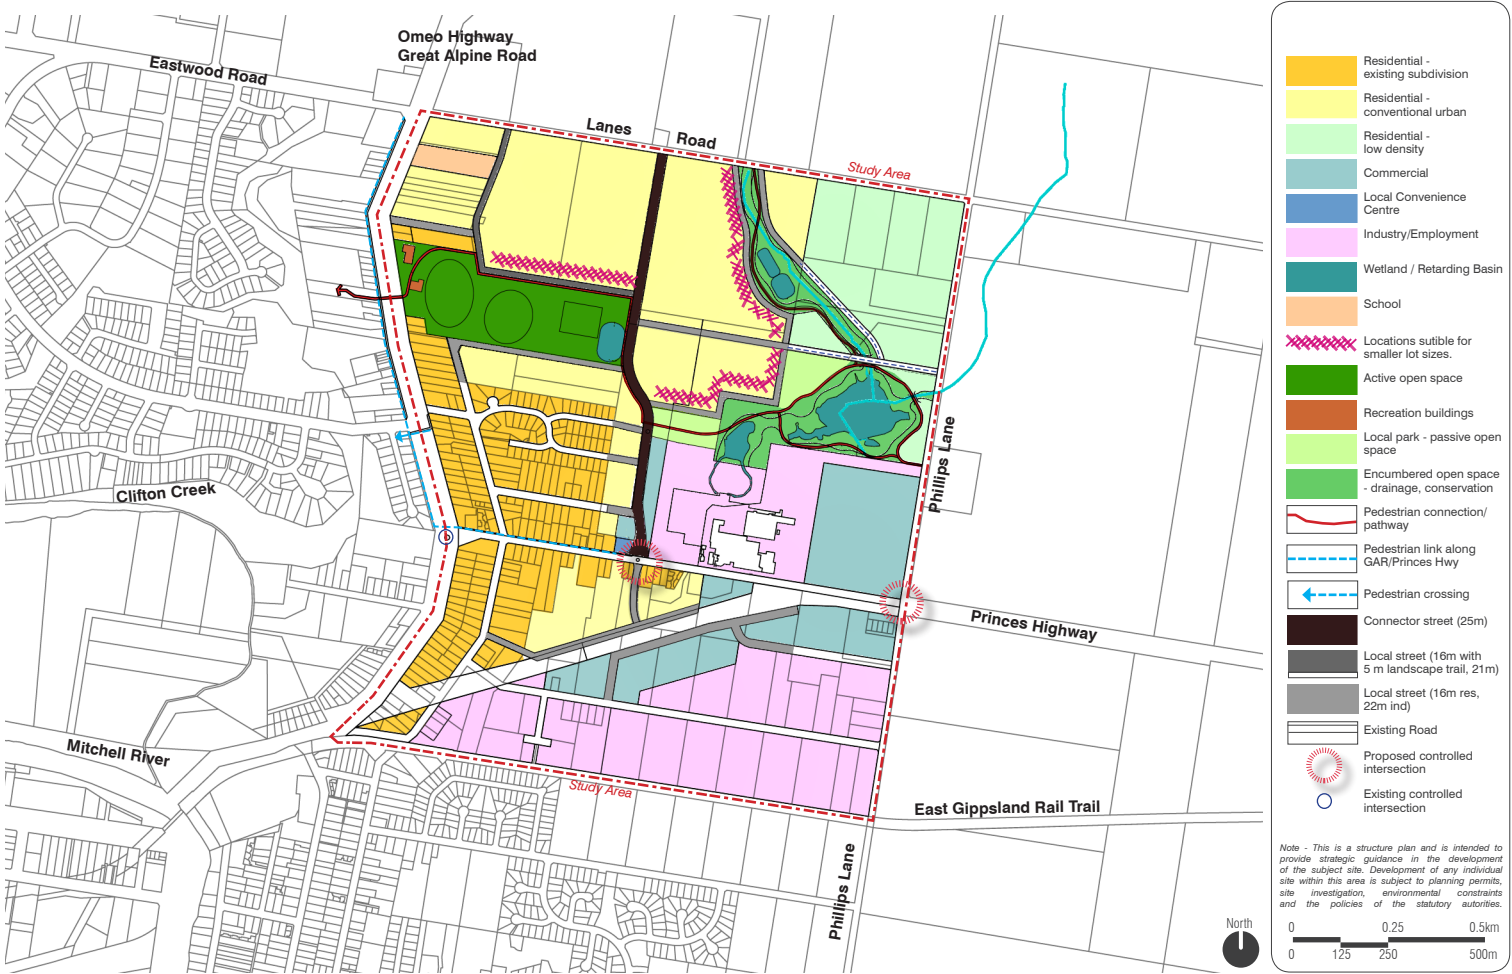 Omeo Highway
Great Alpine Road
Eastwood Road
Lanes Road
Study Area
Clifton Creek
Phillips Lane
Princes Highway
Mitchell River
Study Area
East Gippsland Rail Trail
Phillips Lane
North
Residential -
existing subdivision
Residential -
conventional urban
Residential -
low density
Commercial
Local Convenience
Centre
Industry/Employment
Wetland / Retarding Basin
School
Locations sutible for
smaller lot sizes.
Active open space
Recreation buildings
Local park - passive open
space
Encumbered open space
- drainage, conservation
Pedestrian connection/
pathway
Pedestrian link along
GAR/Princes Hwy
Pedestrian crossing
Connector street (25m)
Local street (16m with
5 m landscape trail, 21m)
Local street (16m res,
22m ind)
Existing Road
Proposed controlled
intersection
Existing controlled
intersection
Note - This is a structure plan and is intended to
provide strategic guidance in the development
of the subject site. Development of any individual
site within this area is subject to planning permits,
site investigation, environmental constraints
and the policies of the statutory autorities.
0 0.25 0.5km
0 125 250 500m